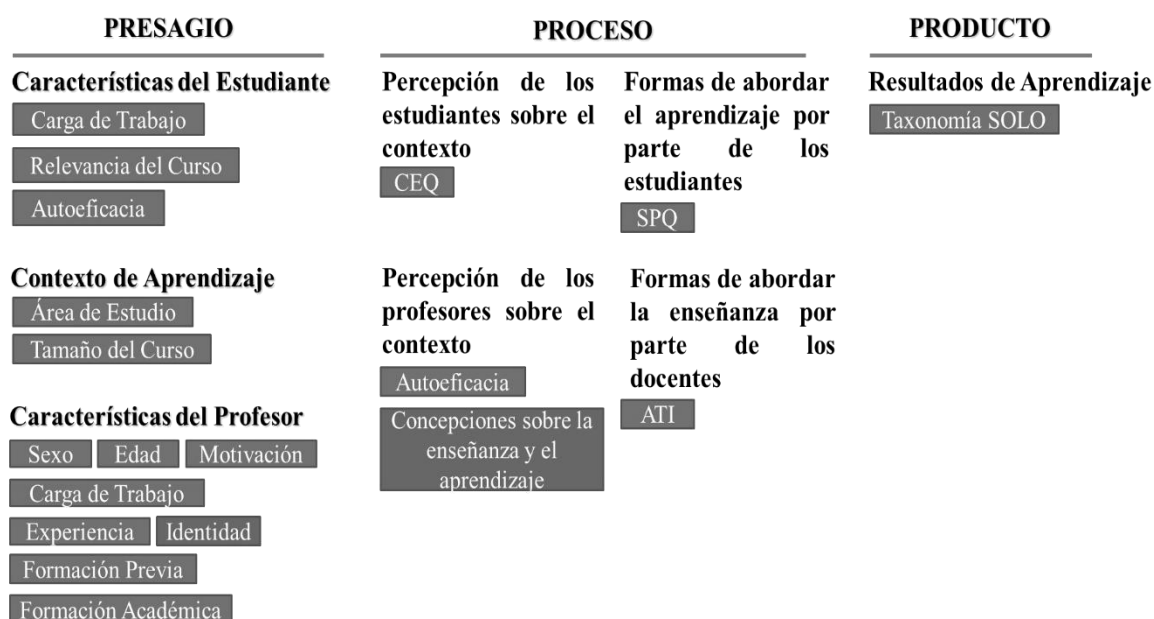 PRESAGIO
Características del Estudiante
Carga de Trabajo
Relevancia del Curso
Autoeficacia
Contexto de Aprendizaje
Área de Estudio
Tamaño del Curso
Características del Profesor
Sexo
Edad
Motivación
Carga de Trabajo
Experiencia
Identidad
Formación Previa
Formación Académica
PROCESO
Percepción de los
estudiantes sobre el
contexto
CEQ
Formas de abordar
el aprendizaje por
parte de los
estudiantes
SPQ
Percepción de los
profesores sobre el
contexto
Autoeficacia
Concepciones sobre la
enseñanza y el
aprendizaje
Formas de abordar
la enseñanza por
parte de los
docentes
ATI
PRODUCTO
Resultados de Aprendizaje
Taxonomía SOLO